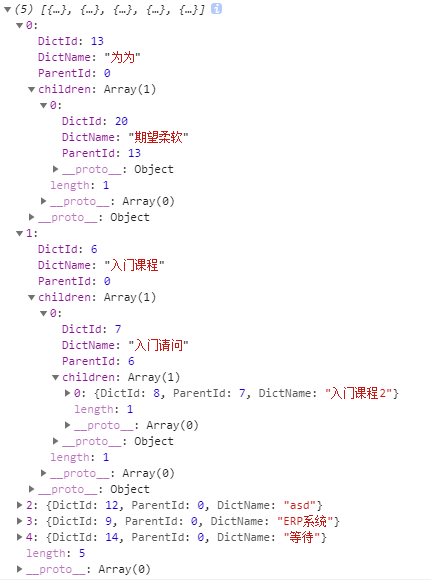 (5) [{…}, {…}, {…}, {…}, {…}] i
0:
DictId: 13
DictName: "为为"
ParentId: 0
children: Array(1)
0:
DictId: 20
DictName: "期望柔软"
ParentId: 13
__proto__: Object
length: 1
__proto__: Array(0)
__proto__: Object
1:
DictId: 6
DictName: "入门课程"
ParentId: 0
children: Array(1)
0:
DictId: 7
DictName: "入门请问"
ParentId: 6
children: Array(1)
0: {DictId: 8, ParentId: 7, DictName: "入门课程2"}
length: 1
__proto__: Array(0)
__proto__: Object
length: 1
__proto__: Array(0)
__proto__: Object
2: {DictId: 12, ParentId: 0, DictName: "asd"}
3: {DictId: 9, ParentId: 0, DictName: "ERP系统"}
4: {DictId: 14, ParentId: 0, DictName: "等待"}
length: 5
__proto__: Array(0)